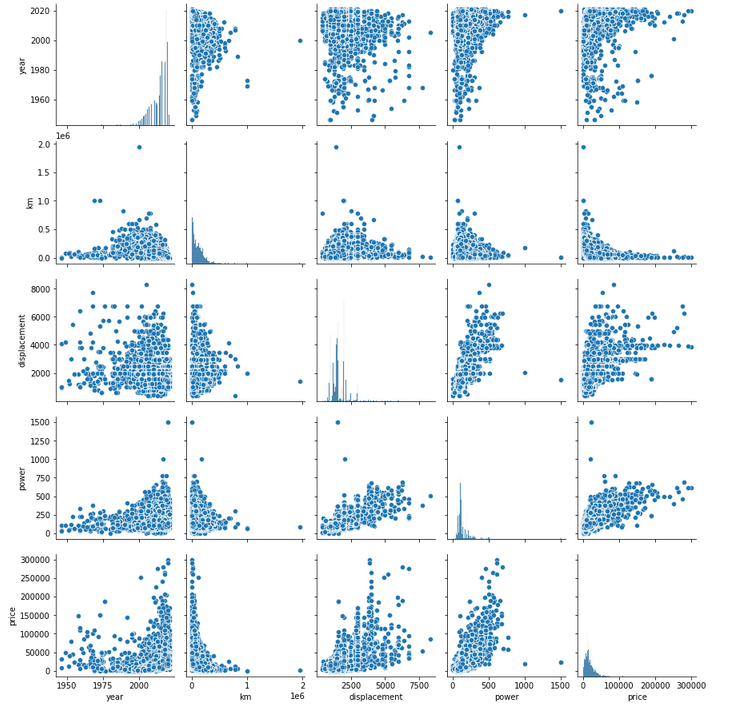 2020
2000
1980
1960
year
1e6
2.0
1.5
1.0
0.5
0.0
km
8000
6000
4000
2000
displacement
1500
1250
1000
750
500
250
0
power
300000
250000
200000
150000
100000
50000
0
price
1950 1975 2000
year
0 1 2
1e6
km
2500 5000 7500
displacement
0 500 1000 1500
power
0 100000 200000 300000
price